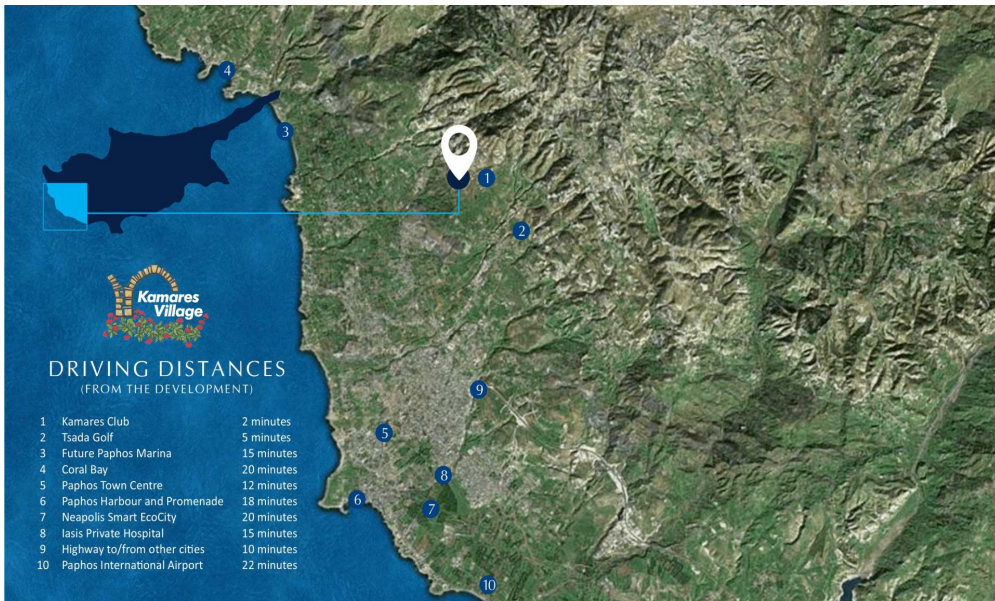 Kamares
Village
DRIVING DISTANCES
(FROM THE DEVELOPMENT)
1 Kamares Club 2 minutes
2 Tsada Golf 5 minutes
3 Future Paphos Marina 15 minutes
4 Coral Bay 20 minutes
5 Paphos Town Centre 12 minutes
6 Paphos Harbour and Promenade 18 minutes
7 Neapolis Smart EcoCity 20 minutes
8 Iasis Private Hospital 15 minutes
9 Highway to/from other cities 10 minutes
10 Paphos International Airport 22 minutes
4
3
1
2
9
5
8
6
7
10